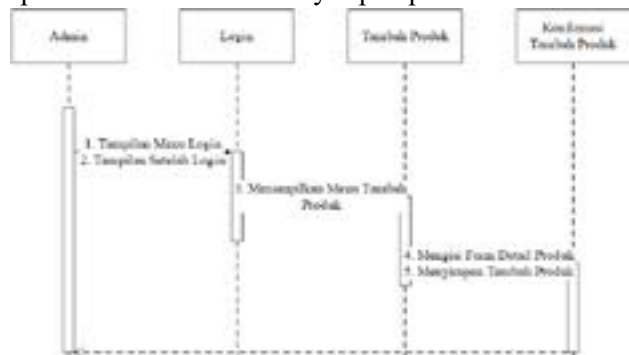 Admin
Login
Tambah Produk
Konfirmasi
Tambah Produk
1. Tampilan Menu Login
2. Tampilan Setelah Login
3. Menampilkan Menu Tambah
Produk
4. Mengisi Form Detail Produk
5. Menyimpan Tambah Produk